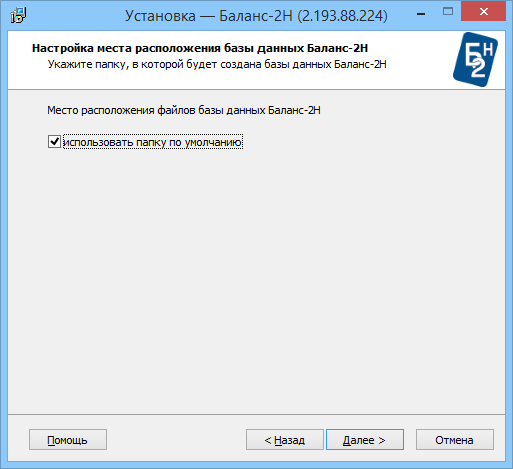 Установка — Баланс-2Н (2.193.88.224)
Настройка места расположения базы данных Баланс-2Н
Укажите папку, в которой будет создана базы данных Баланс-2Н
Б Н 2
Место расположения файлов базы данных Баланс-2Н
использовать папку по умолчанию
Помощь
< Назад
Далее >
Отмена